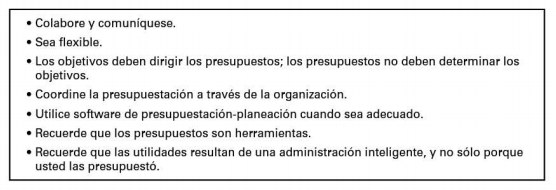 • Colabore y comuníquese.
• Sea flexible.
• Los objetivos deben dirigir los presupuestos; los presupuestos no deben determinar los
objetivos.
• Coordine la presupuestación a través de la organización.
• Utilice software de presupuestación-planeación cuando sea adecuado.
• Recuerde que los presupuestos son herramientas.
• Recuerde que las utilidades resultan de una administración inteligente, y no sólo porque
usted las presupuestó.